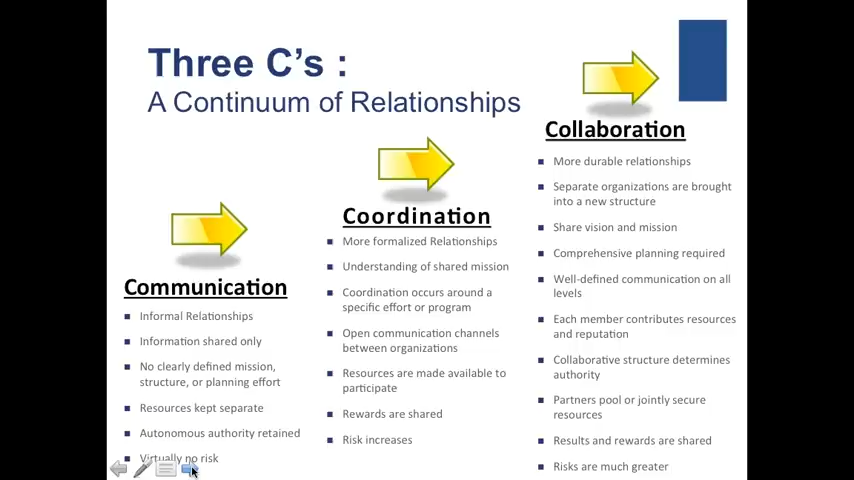 Three C's :
A Continuum of Relationships
Communication
Informal Relationships
Information shared only
No clearly defined mission,
structure, or planning effort
Resources kept separate
Autonomous authority retained
Virtually no risk
Coordination
More formalized Relationships
Understanding of shared mission
Coordination occurs around a
specific effort or program
Open communication channels
between organizations
Resources are made available to
participate
Rewards are shared
Risk increases
Collaboration
More durable relationships
Separate organizations are brought
into a new structure
Share vision and mission
Comprehensive planning required
Well-defined communication on all
levels
Each member contributes resources
and reputation
Collaborative structure determines
authority
Partners pool or jointly secure
resources
Results and rewards are shared
Risks are much greater